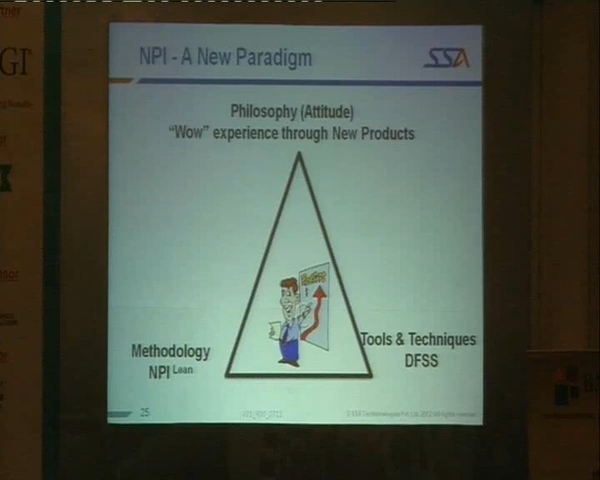 NPI - A New Paradigm
SSA
Philosophy (Attitude)
"Wow" experience through New Products
Methodology
NPI Lean
Tools & Techniques
DFSS
25
GI